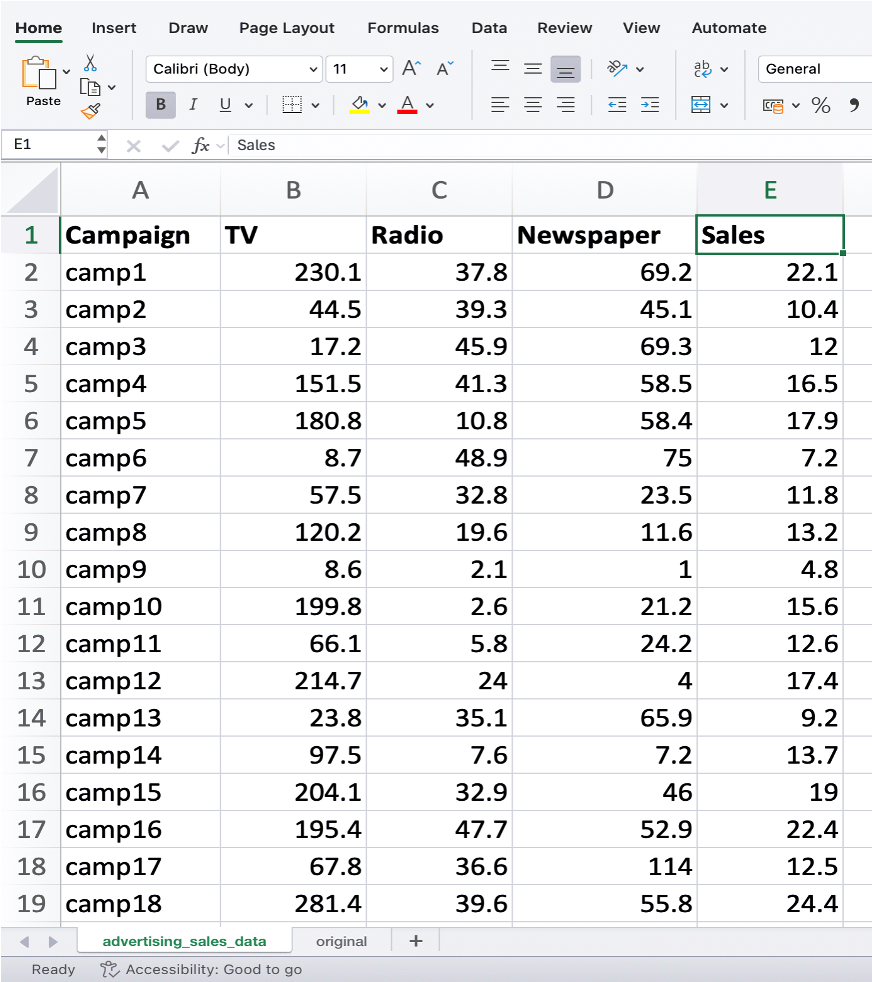 Home Insert Draw Page Layout Formulas Data Review View Automate
Paste
Calibri (Body) 11 A A ab General
B I U A ab c %
E1 fx Sales
A B C D E
1 Campaign TV Radio Newspaper Sales
2 camp1 230.1 37.8 69.2 22.1
3 camp2 44.5 39.3 45.1 10.4
4 camp3 17.2 45.9 69.3 12
5 camp4 151.5 41.3 58.5 16.5
6 camp5 180.8 10.8 58.4 17.9
7 camp6 8.7 48.9 75 7.2
8 camp7 57.5 32.8 23.5 11.8
9 camp8 120.2 19.6 11.6 13.2
10 camp9 8.6 2.1 1 4.8
11 camp10 199.8 2.6 21.2 15.6
12 camp11 66.1 5.8 24.2 12.6
13 camp12 214.7 24 4 17.4
14 camp13 23.8 35.1 65.9 9.2
15 camp14 97.5 7.6 7.2 13.7
16 camp15 204.1 32.9 46 19
17 camp16 195.4 47.7 52.9 22.4
18 camp17 67.8 36.6 114 12.5
19 camp18 281.4 39.6 55.8 24.4
advertising_sales_data original +
Ready Accessibility: Good to go